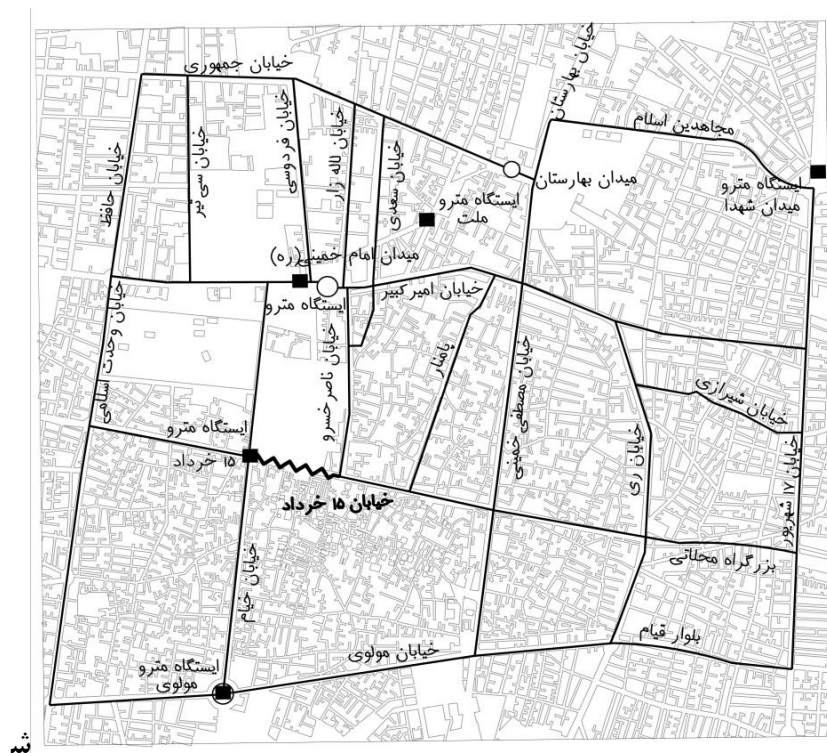 خیابان جمهوری
خیابان بهارستان
مجاهدین اسلام
خیابان حافظ
خیابان سی تیر
خیابان فردوسی
خیابان لاله زار
خیابان سعدی
ایستگاه مترو
ملت
میدان بهارستان
ایستگاه مترو
میدان شهدا
میدان امام خمینی(ره)
ایستگاه مترو
خیابان امیر کبیر
خیابان وحدت اسلامی
خیابان ناصر خسرو
پامنار
خیابان مصطفی خمینی
خیابان شیرازی
خیابان ری
خیابان ۱۷ شهریور
ایستگاه مترو
۱۵ خرداد
خیابان ۱۵ خرداد
بزرگراه محلاتی
خیابان خیام
بلوار قیام
خیابان مولوی
ایستگاه مترو
مولوی